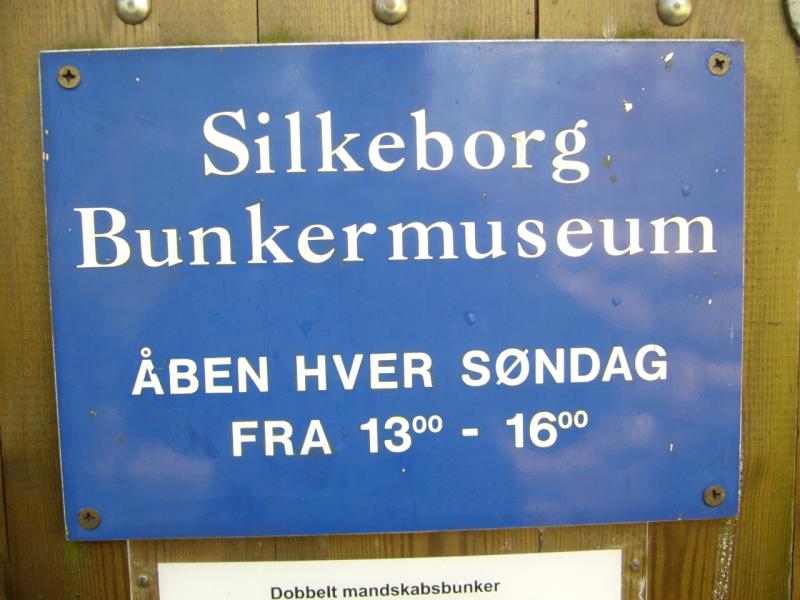 Silkeborg
Bunkermuseum
ÅBEN HVER SØNDAG
FRA 13⁰⁰ - 16⁰⁰
Dobbelt mandskabsbunker